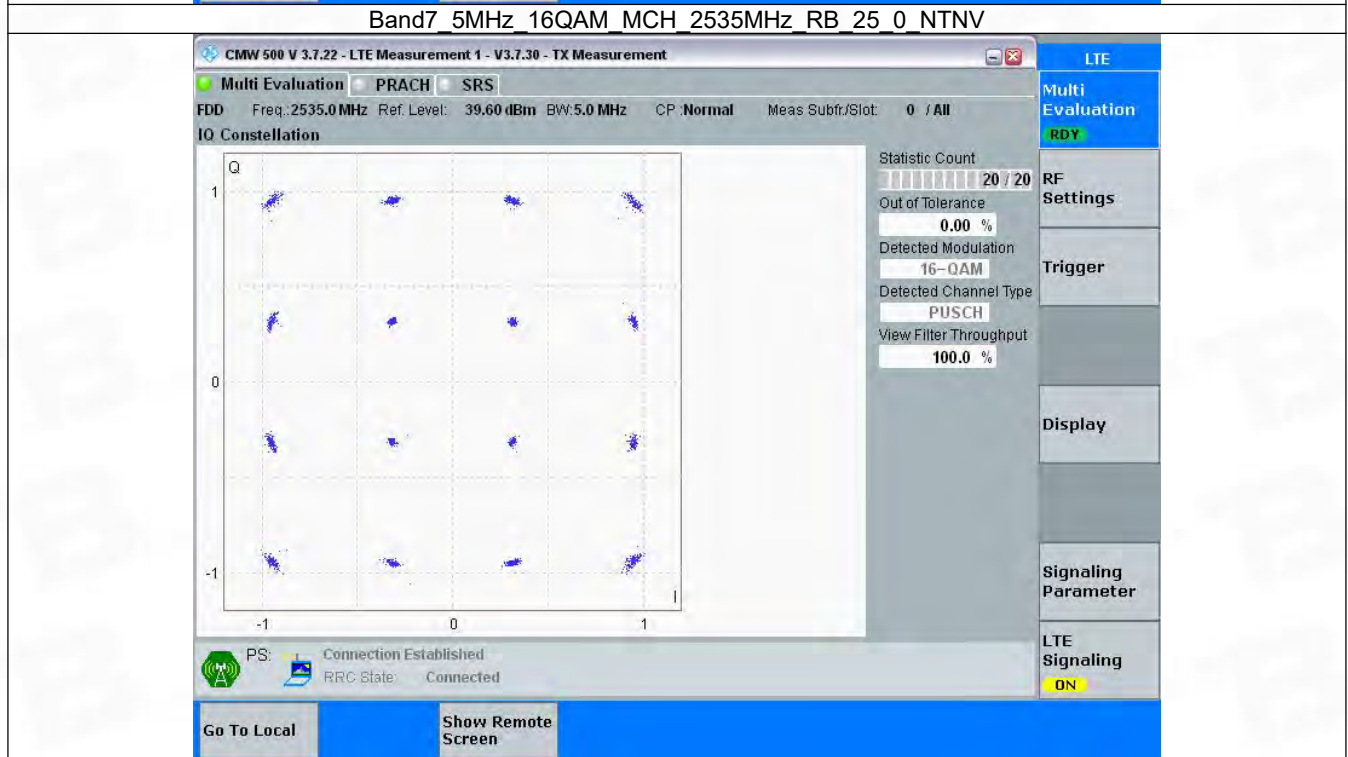 Band7_5MHz_16QAM_MCH_2535MHz_RB_25_0_NTNV
CMW 500 V 3.7.22 - LTE Measurement 1 - V3.7.30 - TX Measurement
LTE
Multi Evaluation PRACH SRS
Multi
Evaluation
RDY
FDD Freq.:2535.0 MHz Ref. Level: 39.60 dBm BW:5.0 MHz CP :Normal Meas Subfr./Slot: 0 / All
IQ Constellation
Q
1
0
-1
-1 0 1
I
Statistic Count
20 / 20
Out of Tolerance
0.00 %
Detected Modulation
16-QAM
Detected Channel Type
PUSCH
View Filter Throughput
100.0 %
RF
Settings
Trigger
Display
Signaling
Parameter
LTE
Signaling
ON
PS: Connection Established
RRC State: Connected
Go To Local
Show Remote
Screen